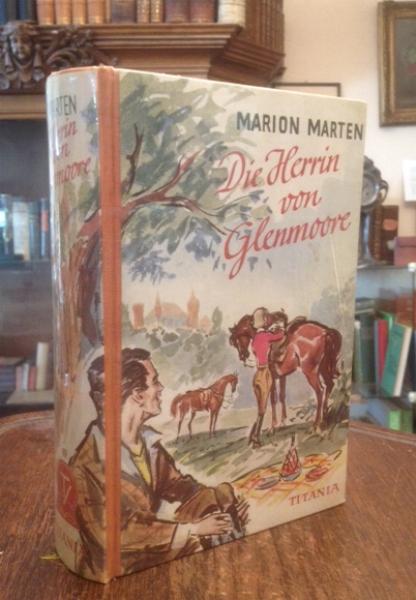 MARION MARTEN
Die Herrin
von
Glenmoore
TITANIA